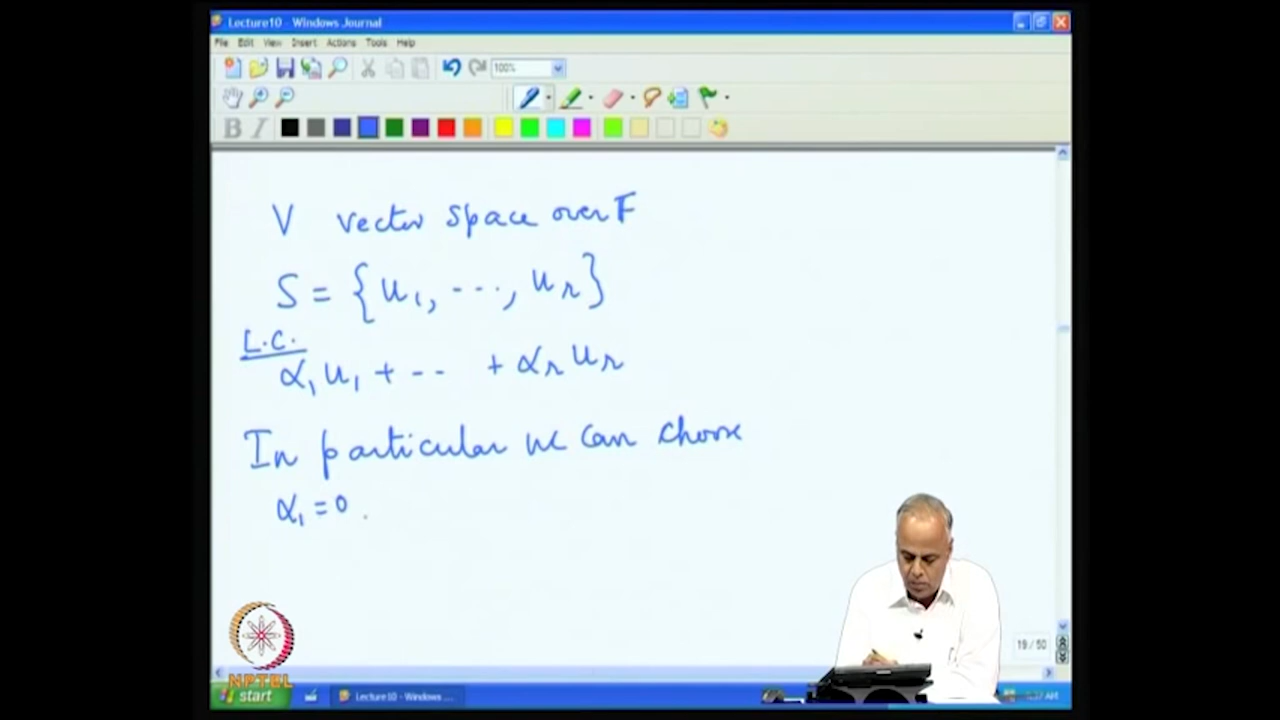 Lecture10 - Windows Journal
File Edit View Insert Actions Tools Help
100%
B I
V vector space over F
S = {u₁, ---, uᵣ}
L.C.
α₁u₁ + -- + αᵣuᵣ
In particular we can choose
α₁ = 0
19 / 50
NPTEL
start Lecture10 - Windows ...